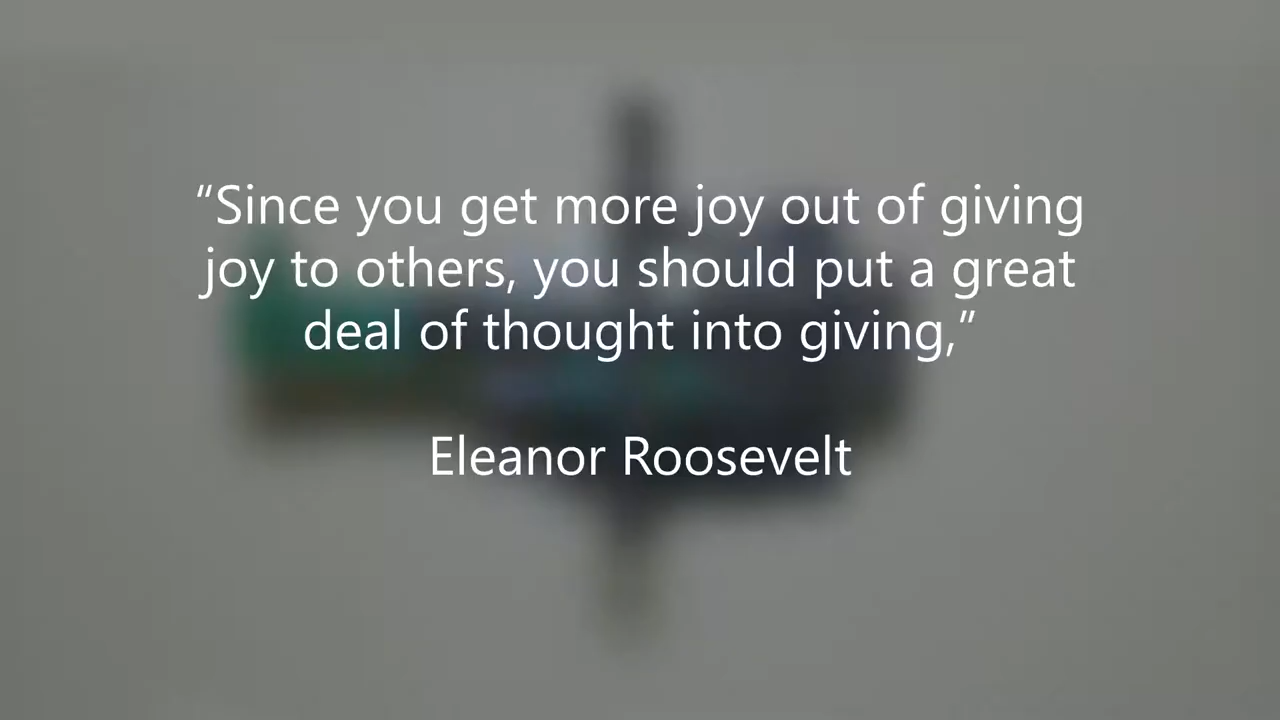 “Since you get more joy out of giving
joy to others, you should put a great
deal of thought into giving,”
Eleanor Roosevelt